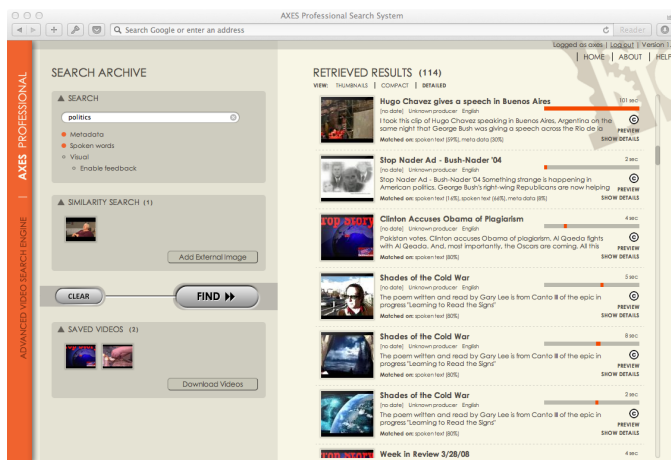 AXES Professional Search System
Search Google or enter an address
Reader
Logged as axes | Log out | Version 1.
| HOME | ABOUT | HELP
AXES PROFESSIONAL
ADVANCED VIDEO SEARCH ENGINE
SEARCH ARCHIVE
SEARCH
politics
Metadata
Spoken words
Visual
Enable feedback
SIMILARITY SEARCH (1)
Add External Image
CLEAR
FIND
SAVED VIDEOS (2)
Download Videos
RETRIEVED RESULTS (114)
VIEW: THUMBNAILS | COMPACT | DETAILED
Hugo Chavez gives a speech in Buenos Aires
101 sec
[no date] Unknown producer English
I took this clip of Hugo Chavez speaking in Buenos Aires, Argentina on the
same night that George Bush was giving a speech across the Rio de la
PREVIEW
Matched on: spoken text (59%), meta data (30%)
SHOW DETAILS
Stop Nader Ad - Bush-Nader '04
2 sec
[no date] Unknown producer English
Stop Nader Ad - Bush-Nader '04 Something strange is happening in
American politics. George Bush's right-wing Republicans are now helping
PREVIEW
Matched on: spoken text (16%), spoken text (66%), meta data (8%)
SHOW DETAILS
TOP STORY
Clinton Accuses Obama of Plagiarism
4 sec
[no date] Unknown producer English
Pakistan votes, Clinton accuses Obama of plagiarism, Al Qaeda fights
with Al Qeada. And, most importantly, the Oscars are coming. All this
PREVIEW
Matched on: spoken text (80%)
SHOW DETAILS
Shades of the Cold War
5 sec
[no date] Unknown producer English
The poem written and read by Gary Lee is from Canto III of the epic in
progress "Learning to Read the Signs"
PREVIEW
Matched on: spoken text (80%)
SHOW DETAILS
Shades of the Cold War
8 sec
[no date] Unknown producer English
The poem written and read by Gary Lee is from Canto III of the epic in
progress "Learning to Read the Signs"
PREVIEW
Matched on: spoken text (80%)
SHOW DETAILS
Shades of the Cold War
2 sec
[no date] Unknown producer English
The poem written and read by Gary Lee is from Canto III of the epic in
progress "Learning to Read the Signs"
PREVIEW
Matched on: spoken text (80%)
SHOW DETAILS
TOP STORY
Week in Review 3/28/08
4 sec